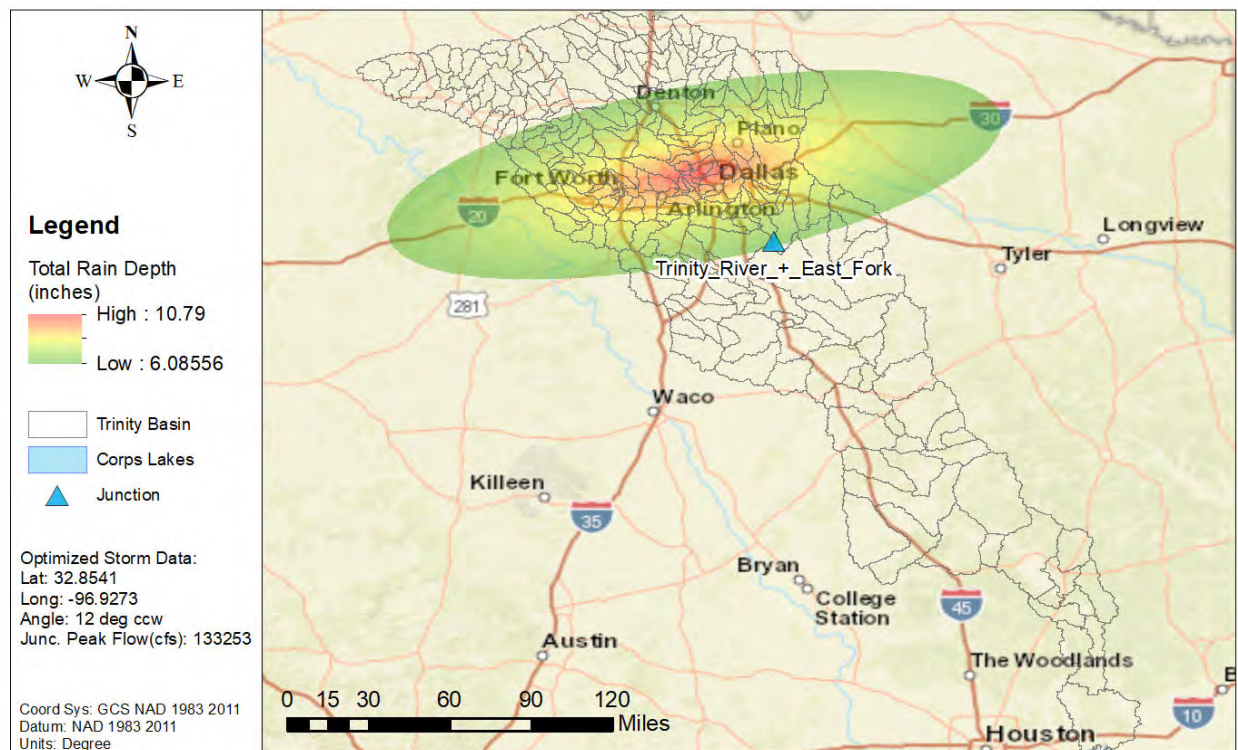 N
W E
S
Legend
Total Rain Depth
(inches)
High : 10.79
Low : 6.08556
Trinity Basin
Corps Lakes
Junction
Optimized Storm Data:
Lat: 32.8541
Long: -96.9273
Angle: 12 deg ccw
Junc. Peak Flow(cfs): 133253
Coord Sys: GCS NAD 1983 2011
Datum: NAD 1983 2011
Units: Degree
Denton
30
Plano
Fort Worth
Dallas
20
Arlington
Longview
Trinity_River_+_East_Fork
Tyler
281
Waco
Killeen
35
Bryan
College
Station
45
Austin
The Woodlands
B
10
Houston
0 15 30 60 90 120
Miles